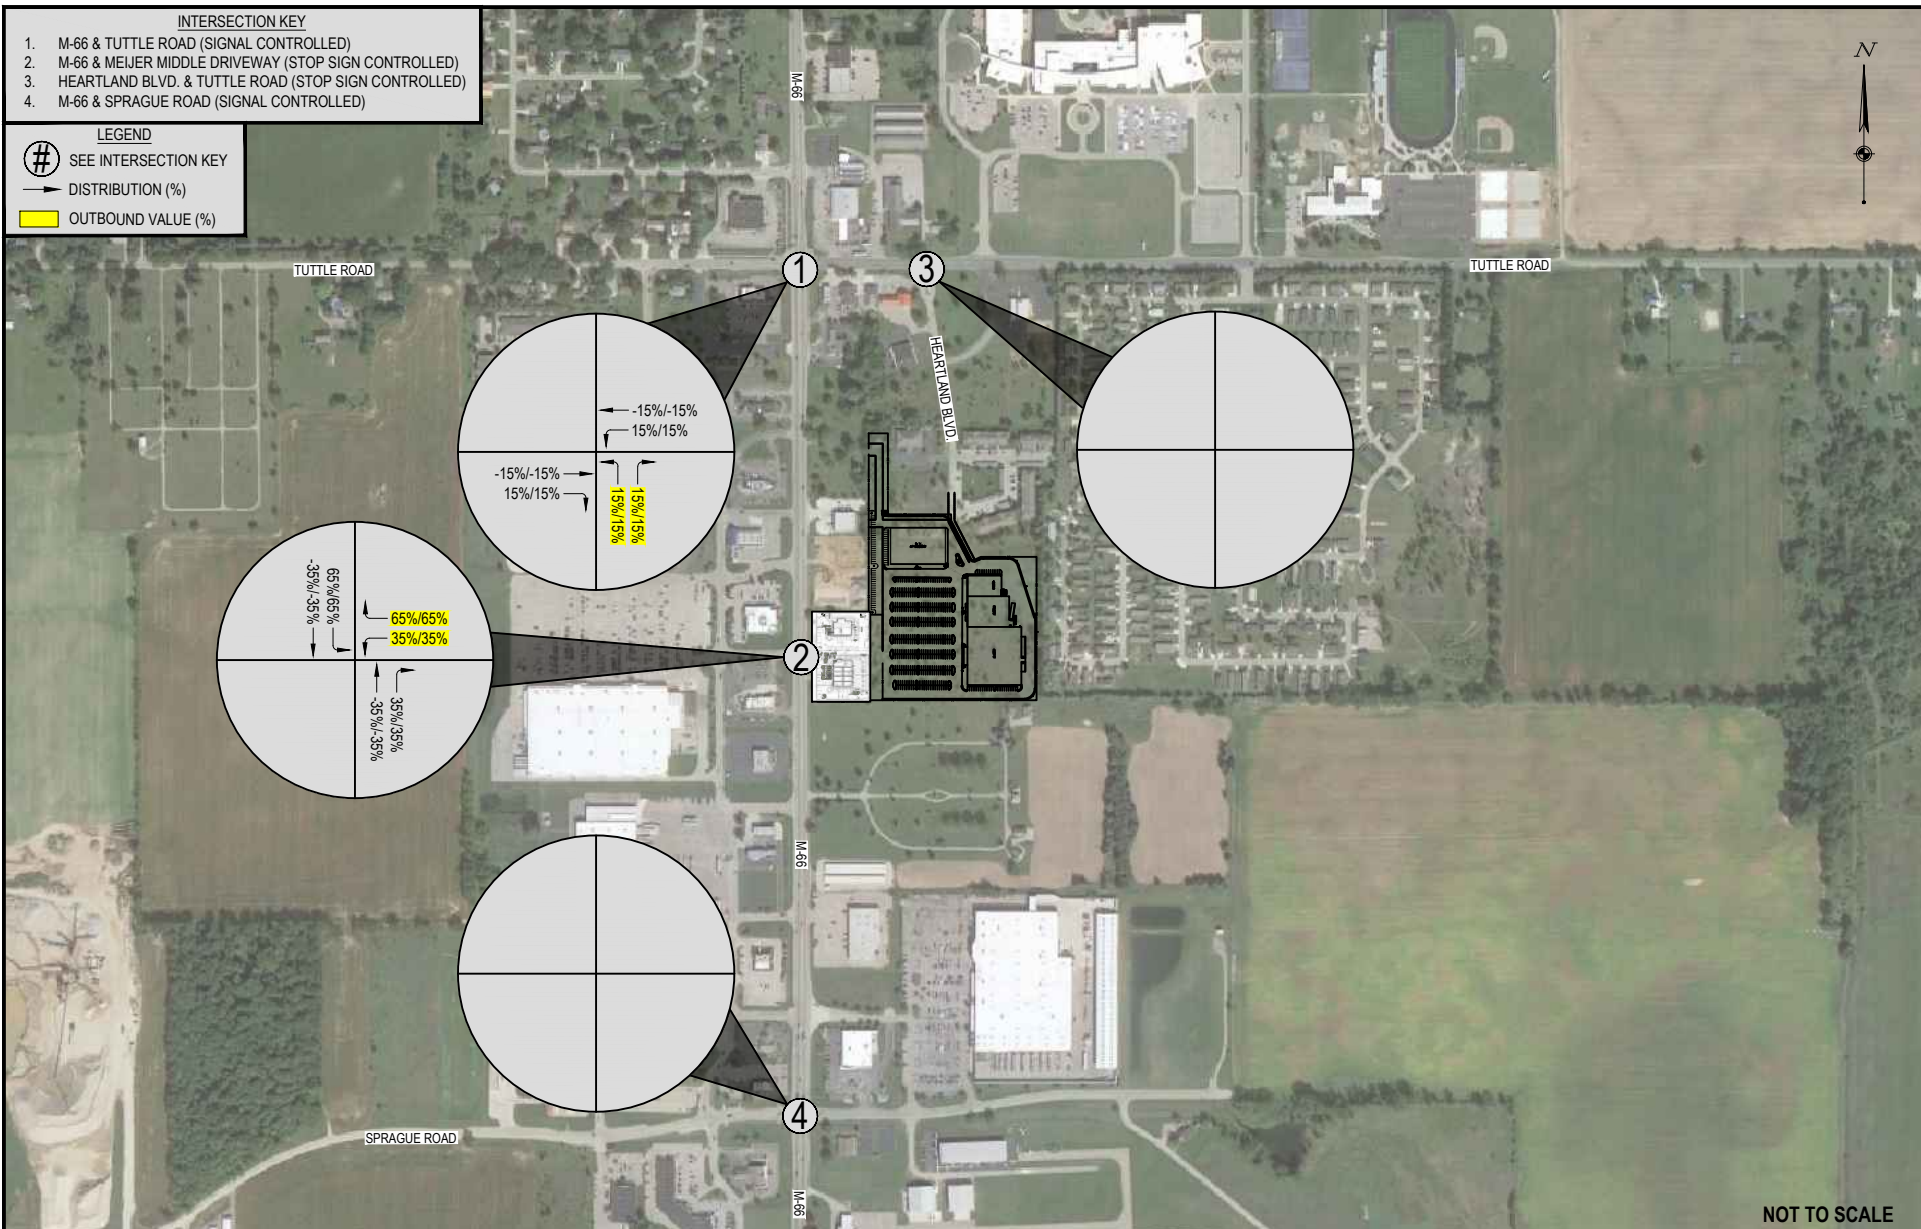 INTERSECTION KEY
1. M-66 & TUTTLE ROAD (SIGNAL CONTROLLED)
2. M-66 & MEIJER MIDDLE DRIVEWAY (STOP SIGN CONTROLLED)
3. HEARTLAND BLVD. & TUTTLE ROAD (STOP SIGN CONTROLLED)
4. M-66 & SPRAGUE ROAD (SIGNAL CONTROLLED)
LEGEND
# SEE INTERSECTION KEY
DISTRIBUTION (%)
OUTBOUND VALUE (%)
N
M-66
TUTTLE ROAD
1
3
TUTTLE ROAD
HEARTLAND BLVD.
-15%/-15%
15%/15%
-15%/-15%
15%/15%
15%/15%
15%/15%
-35%/-35%
65%/65%
65%/65%
35%/35%
-35%/-35%
35%/35%
2
M-66
4
SPRAGUE ROAD
M-66
NOT TO SCALE